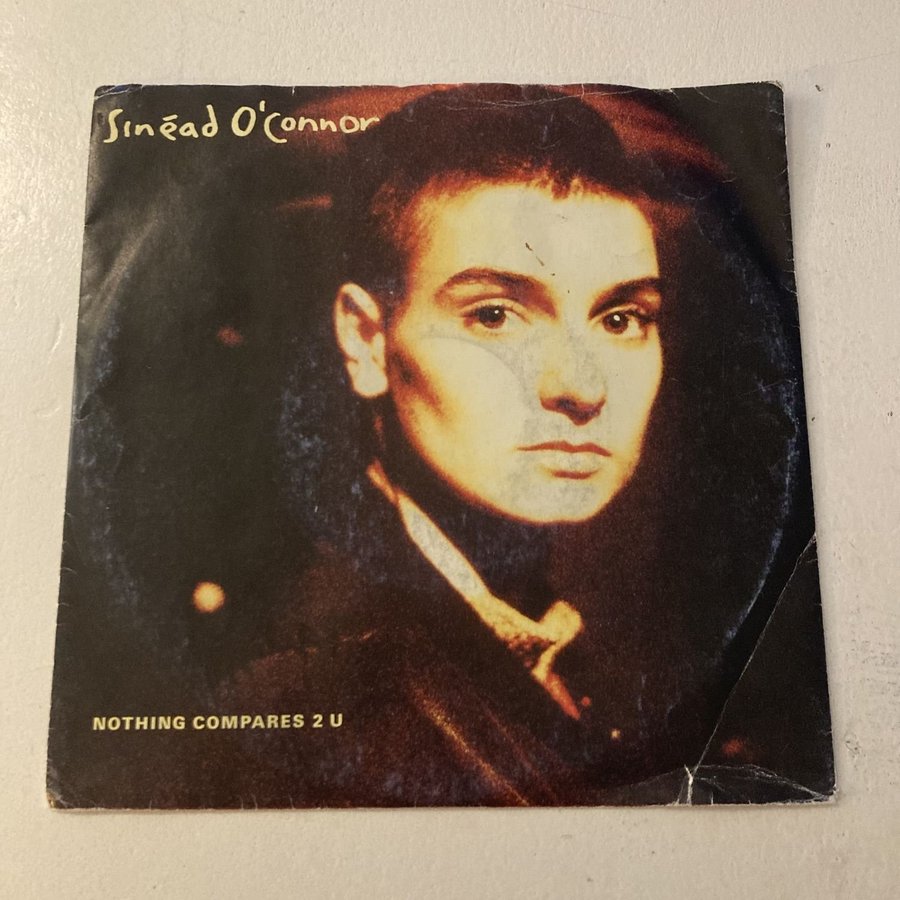 Sinéad O'Connor
NOTHING COMPARES 2 U